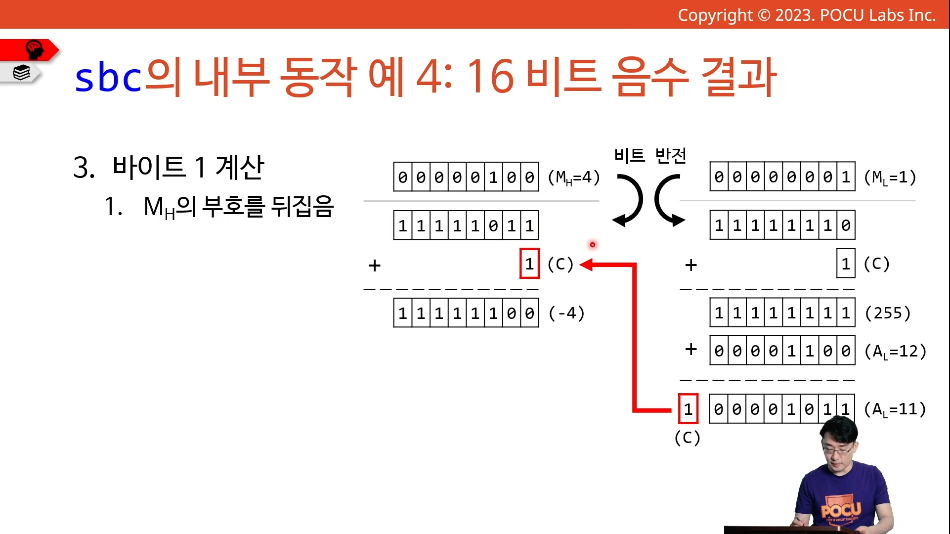 Copyright © 2023. POCU Labs Inc.
sbc의 내부 동작 예 4: 16 비트 음수 결과
3. 바이트 1 계산
1. M_H의 부호를 뒤집음
비트 반전
0 0 0 0 0 1 0 0 (M_H=4)
1 1 1 1 1 0 1 1
+ 1 (C)
1 1 1 1 1 1 0 0 (-4)
0 0 0 0 0 0 0 1 (M_L=1)
1 1 1 1 1 1 1 0
+ 1 (C)
1 1 1 1 1 1 1 1 (255)
+ 0 0 0 0 1 1 0 0 (A_L=12)
1 0 0 0 0 1 0 1 1 (A_L=11)
(C)
POCU